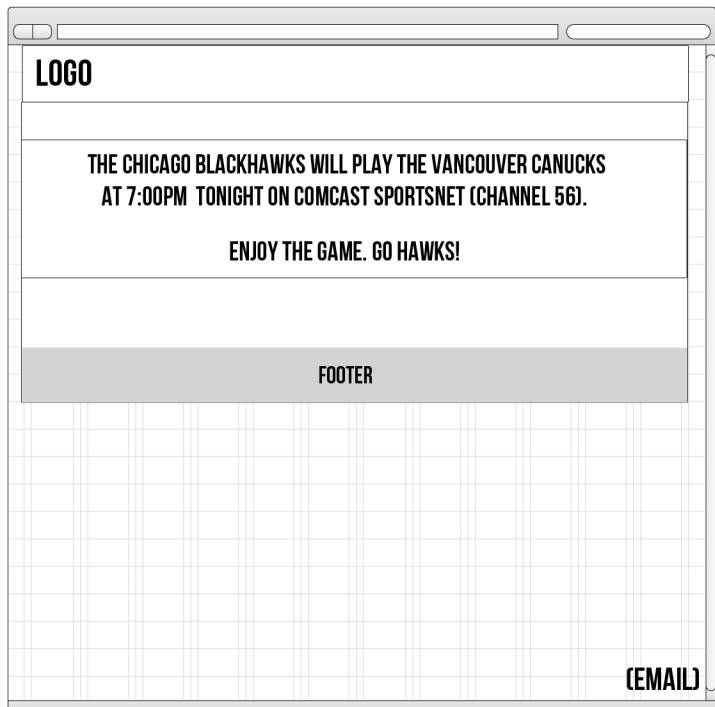 LOGO
THE CHICAGO BLACKHAWKS WILL PLAY THE VANCOUVER CANUCKS
AT 7:00PM TONIGHT ON COMCAST SPORTSNET (CHANNEL 56).
ENJOY THE GAME. GO HAWKS!
FOOTER
(EMAIL)